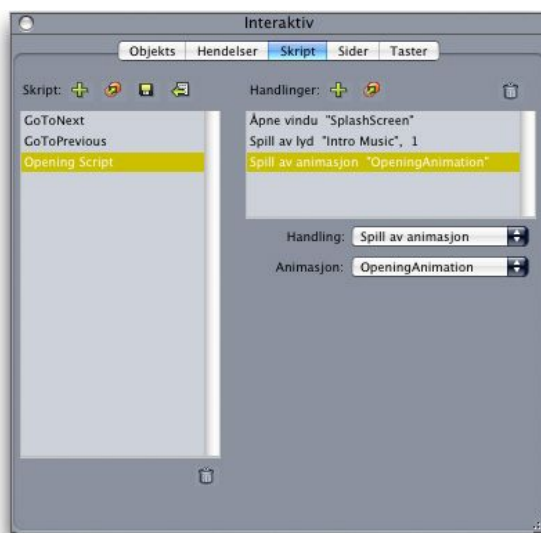 Interaktiv
Objekts Hendelser Skript Sider Taster
Skript:
GoToNext
GoToPrevious
Opening Script
Handlinger:
Åpne vindu "SplashScreen"
Spill av lyd "Intro Music", 1
Spill av animasjon "OpeningAnimation"
Handling: Spill av animasjon
Animasjon: OpeningAnimation